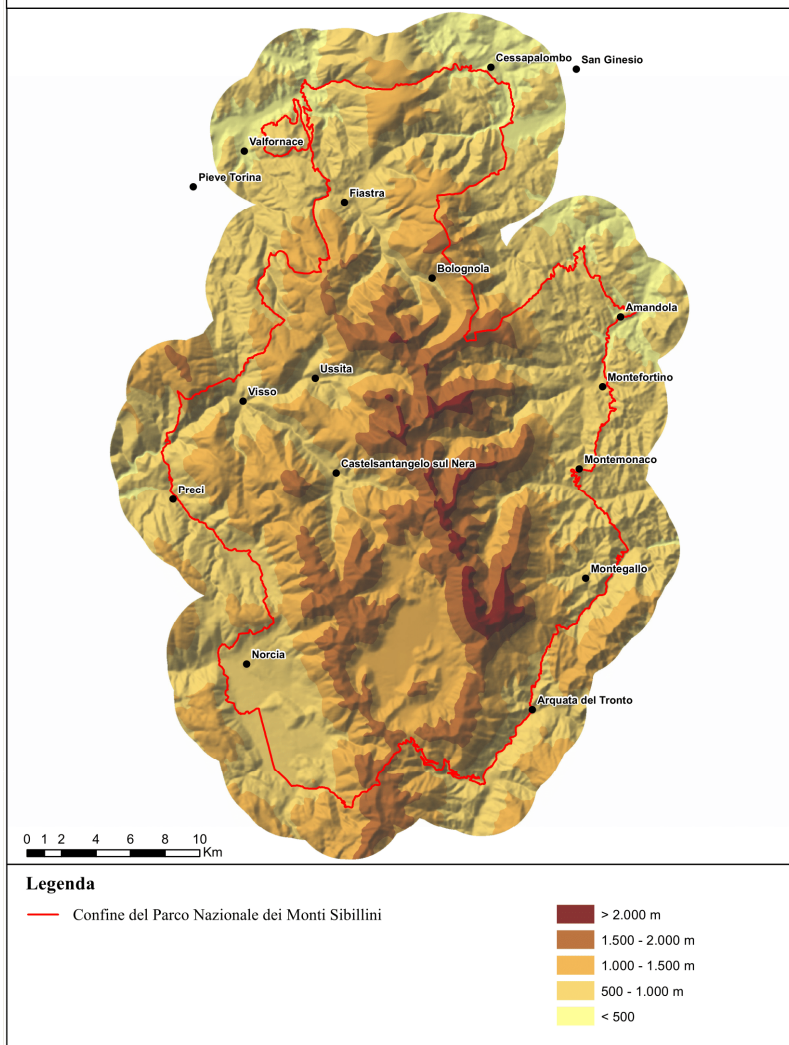 Cessapalombo
San Ginesio
Valfornace
Pieve Torina
Fiastra
Bolognola
Amandola
Ussita
Montefortino
Visso
Castelsantangelo sul Nera
Montemonaco
Preci
Montegallo
Norcia
Arquata del Tronto
0 1 2 4 6 8 10
Km
Legenda
Confine del Parco Nazionale dei Monti Sibillini
> 2.000 m
1.500 - 2.000 m
1.000 - 1.500 m
500 - 1.000 m
< 500